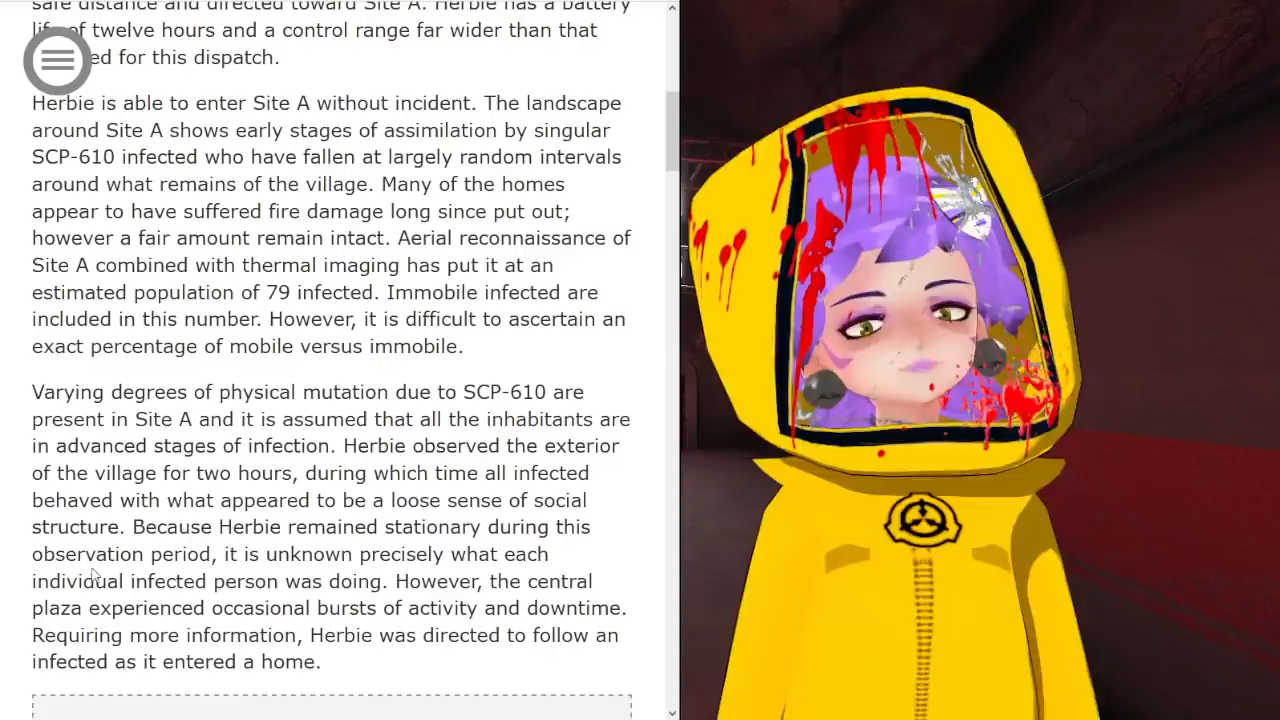 safe distance and directed toward Site A. Herbie has a battery
life of twelve hours and a control range far wider than that
ed for this dispatch.
Herbie is able to enter Site A without incident. The landscape
around Site A shows early stages of assimilation by singular
SCP-610 infected who have fallen at largely random intervals
around what remains of the village. Many of the homes
appear to have suffered fire damage long since put out;
however a fair amount remain intact. Aerial reconnaissance of
Site A combined with thermal imaging has put it at an
estimated population of 79 infected. Immobile infected are
included in this number. However, it is difficult to ascertain an
exact percentage of mobile versus immobile.
Varying degrees of physical mutation due to SCP-610 are
present in Site A and it is assumed that all the inhabitants are
in advanced stages of infection. Herbie observed the exterior
of the village for two hours, during which time all infected
behaved with what appeared to be a loose sense of social
structure. Because Herbie remained stationary during this
observation period, it is unknown precisely what each
individual infected person was doing. However, the central
plaza experienced occasional bursts of activity and downtime.
Requiring more information, Herbie was directed to follow an
infected as it entered a home.